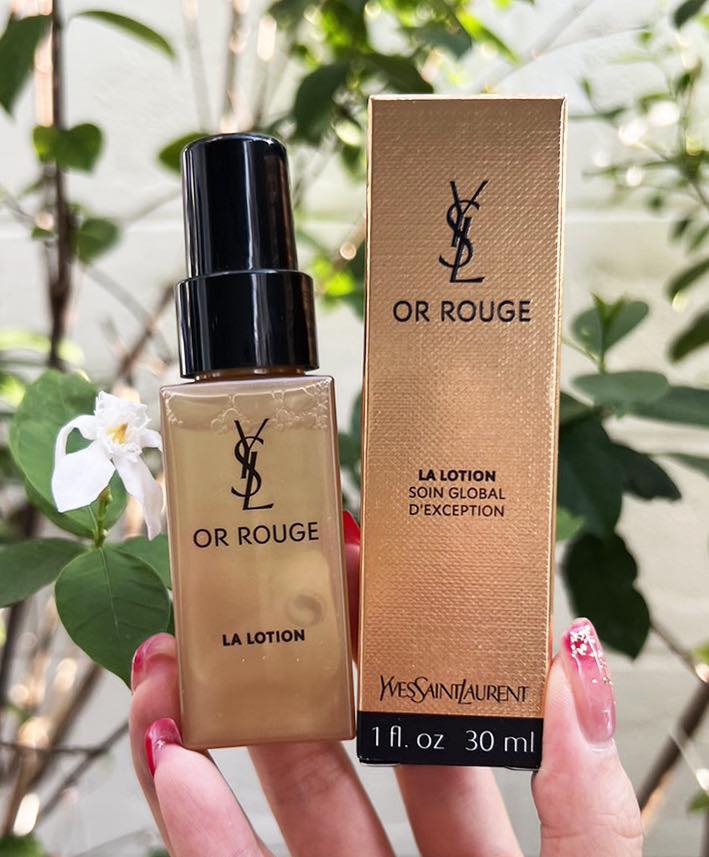 YSL
OR ROUGE
LA LOTION
YSL
OR ROUGE
LA LOTION
SOIN GLOBAL
D'EXCEPTION
YVESSAINTLAURENT
1 fl. oz 30 ml